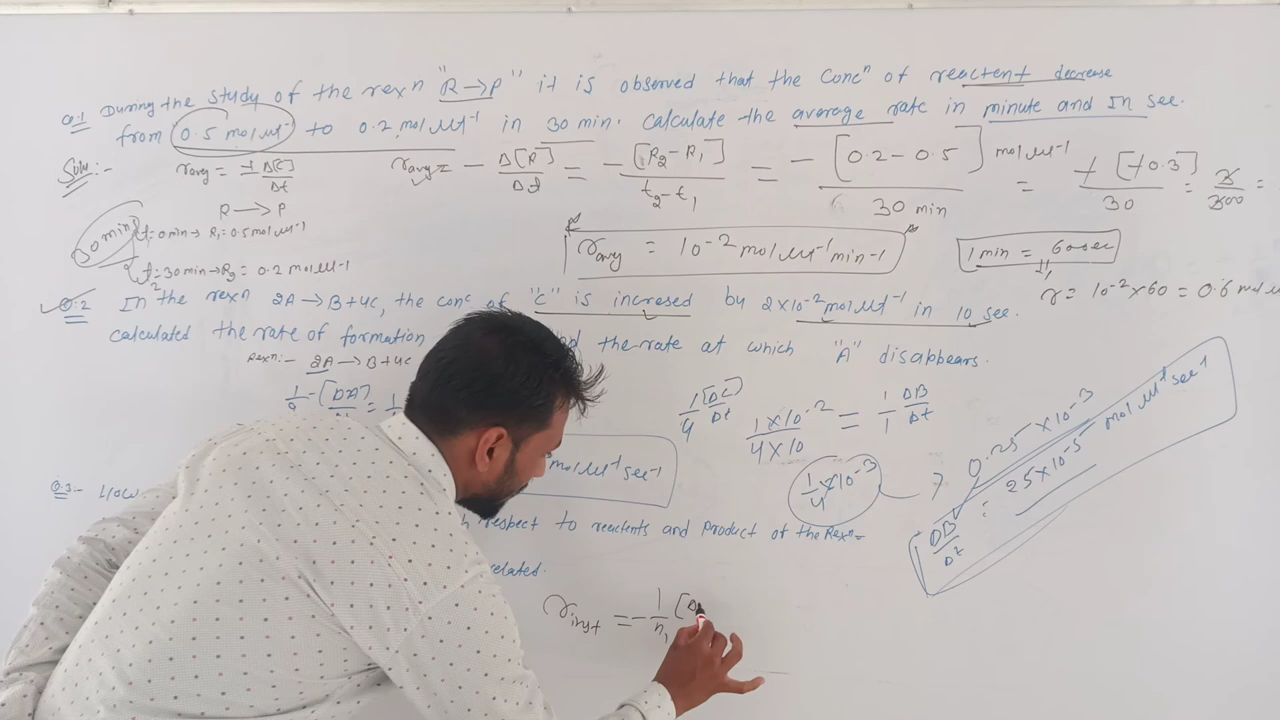 Q.1 During the study of the rexn "R→P" it is observed that the Concn of reactent decrease
from 0.5 mol lit-1 to 0.2 mol lit-1 in 30 min. calculate the average rate in minute and In sec.
Soln:- ravg = ±Δ[C]/Δt ravg = -Δ[R]/Δt = -[R2-R1]/t2-t1 = -[0.2-0.5] mol lit-1/30 min = +[+0.3]/30 = 3/300 =
R → P
30 min t=0min → R1=0.5 mol lit-1
t=30min→R2=0.2 mol lit-1
ravg = 10-2 mol lit-1 min-1
1 min = 60 sec
r = 10-2×60 = 0.6 mol
Q.2 In the rexn 2A→B+4C, the conc of "C" is incresed by 2×10-2 mol lit-1 in 10 sec.
calculated the rate of formation the rate at which "A" disappears.
Rexn:- 2A → B+4C
1/4 [ΔC]/Δt 1×10-2/4×10 = 1/1 ΔB/Δt
mol lit-1 sec-1
1/4×10-3 → 0.25×10-3
ΔB/Δt = 25×10-5 mol lit-1 sec-1
Q.3:- How
respect to reactents and product of the Rexn=
related.
rinst = -1/n1 [Δ